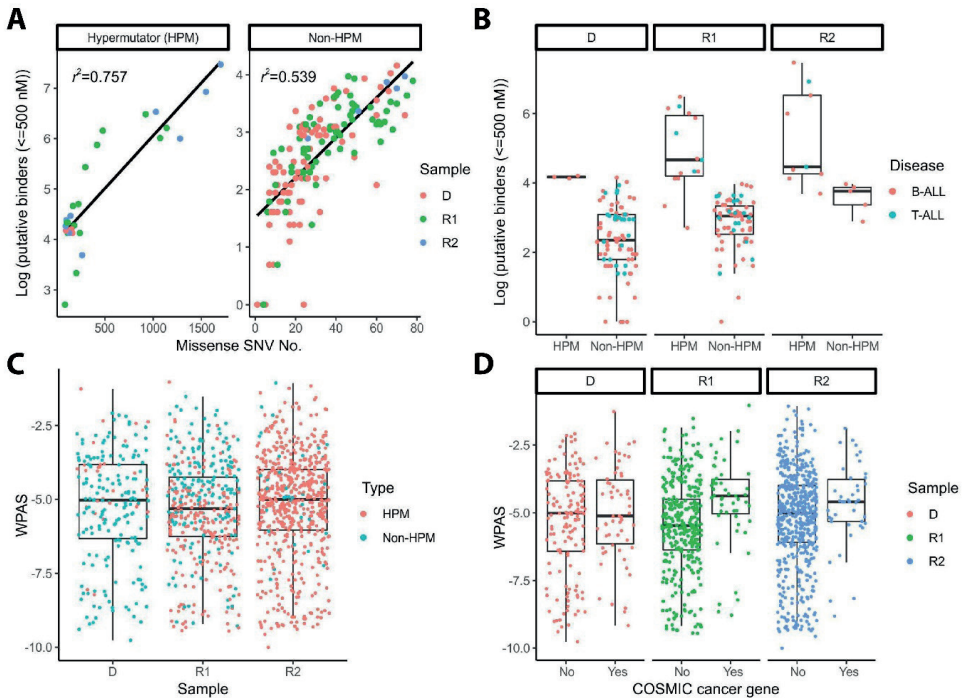 A
Hypermutator (HPM)
Non-HPM
r²=0.757
r²=0.539
Log (putative binders (<=500 nM))
7
6
5
4
3
4
3
2
1
0
500
1000
1500
0
20
40
60
80
Missense SNV No.
Sample
D
R1
R2
B
D
R1
R2
Log (putative binders (<=500 nM))
6
4
2
0
HPM
Non-HPM
HPM
Non-HPM
HPM
Non-HPM
Disease
B-ALL
T-ALL
C
WPAS
-2.5
-5.0
-7.5
-10.0
D
R1
R2
Sample
Type
HPM
Non-HPM
D
D
R1
R2
WPAS
-2.5
-5.0
-7.5
-10.0
No
Yes
No
Yes
No
Yes
COSMIC cancer gene
Sample
D
R1
R2